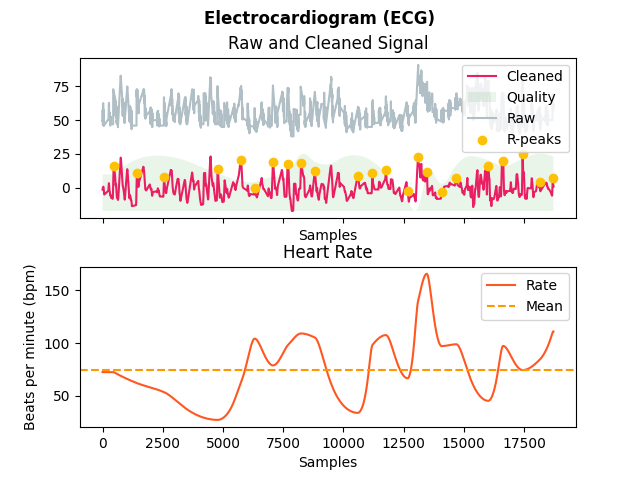 Electrocardiogram (ECG)
Raw and Cleaned Signal
75
50
25
0
Cleaned
Quality
Raw
R-peaks
Samples
Heart Rate
Beats per minute (bpm)
150
100
50
Rate
Mean
0 2500 5000 7500 10000 12500 15000 17500
Samples